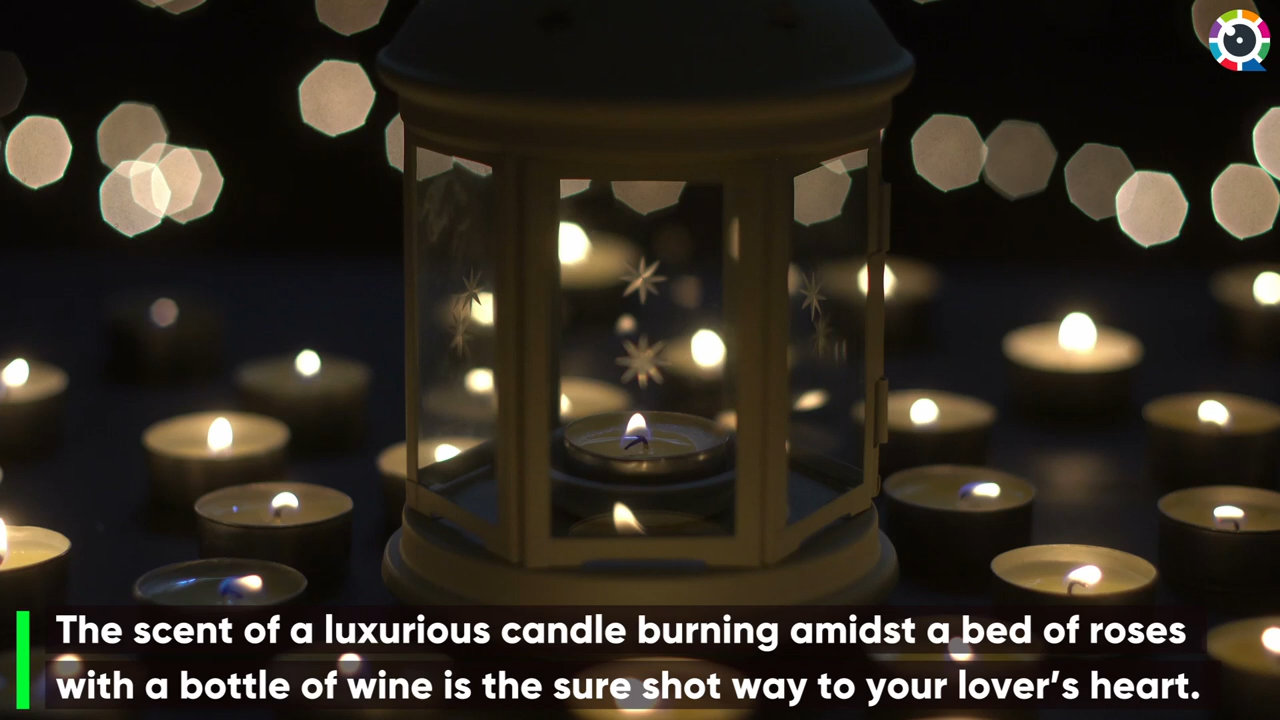 The scent of a luxurious candle burning amidst a bed of roses
with a bottle of wine is the sure shot way to your lover’s heart.